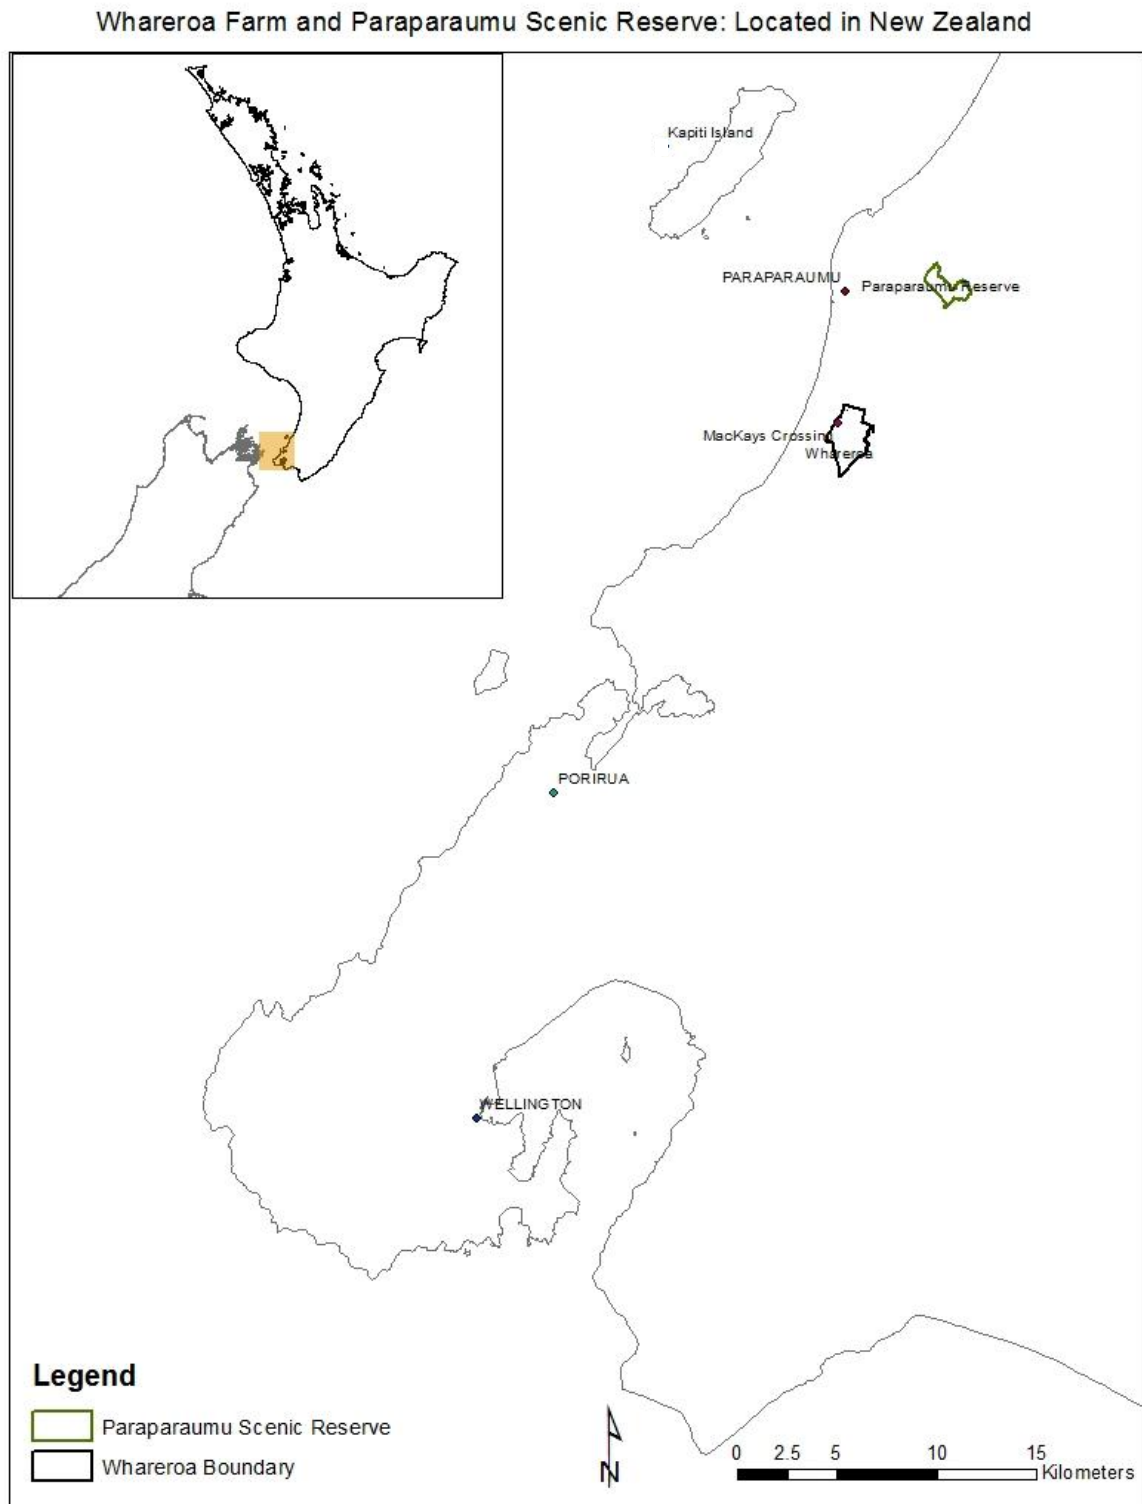 Whareroa Farm and Paraparaumu Scenic Reserve: Located in New Zealand
Kapiti Island
PARAPARAUMU
Paraparaumu Reserve
MacKays Crossing
Whareroa
PORIRUA
WELLINGTON
Legend
Paraparaumu Scenic Reserve
Whareroa Boundary
N
0 2.5 5 10 15
Kilometers